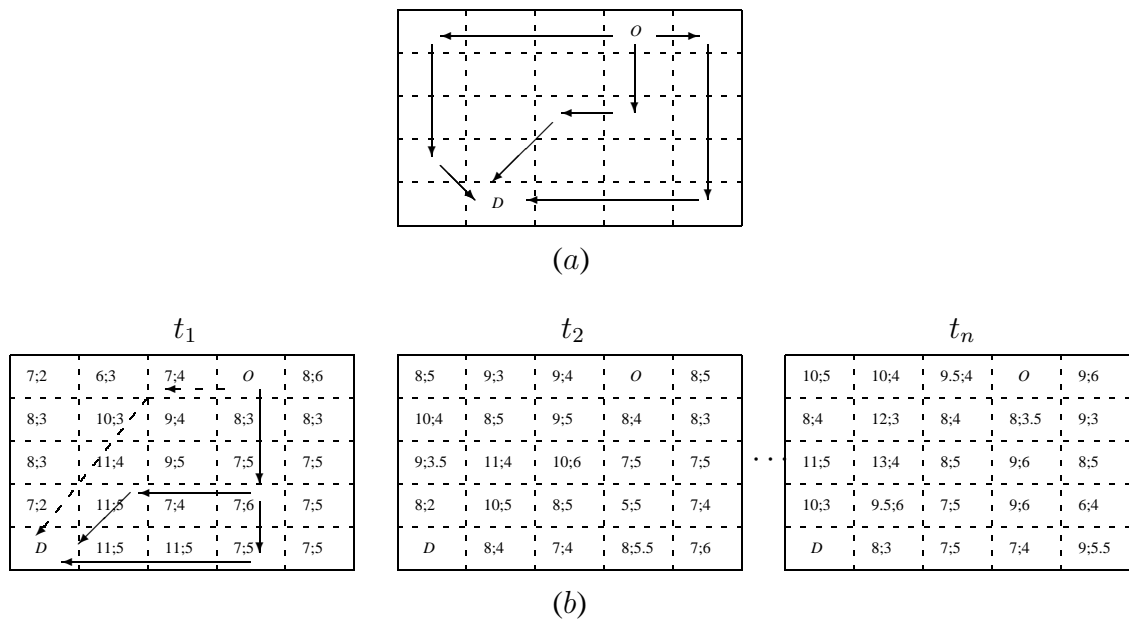 O
D
(a)
t₁ t₂ tₙ
7;2 6;3 7;4 O 8;6 8;5 9;3 9;4 O 8;5 10;5 10;4 9.5;4 O 9;6
8;3 10;3 9;4 8;3 8;3 10;4 8;5 9;5 8;4 8;3 8;4 12;3 8;4 8;3.5 9;3
8;3 11;4 9;5 7;5 7;5 9;3.5 11;4 10;6 7;5 7;5 ... 11;5 13;4 8;5 9;6 8;5
7;2 11;5 7;4 7;6 7;5 8;2 10;5 8;5 5;5 7;4 10;3 9.5;6 7;5 9;6 6;4
D 11;5 11;5 7;5 7;5 D 8;4 7;4 8;5.5 7;6 D 8;3 7;5 7;4 9;5.5
(b)